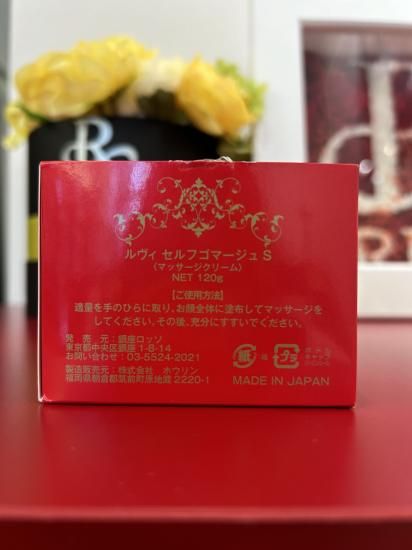 ルヴィ セルフゴマージュS
(マッサージクリーム)
NET 120g
【ご使用方法】
適量を手のひらに取り、お顔全体に塗布してマッサージを
してください。その後、充分にすすいでください。
発 売 元：銀座ロッソ
東京都中央区銀座 1-8-14
お問い合わせ：03-5524-2021
製造販売元：株式会社 ホウリン
福岡県朝倉郡筑前町原地蔵 2220-1
紙
箱
プラ
MADE IN JAPAN